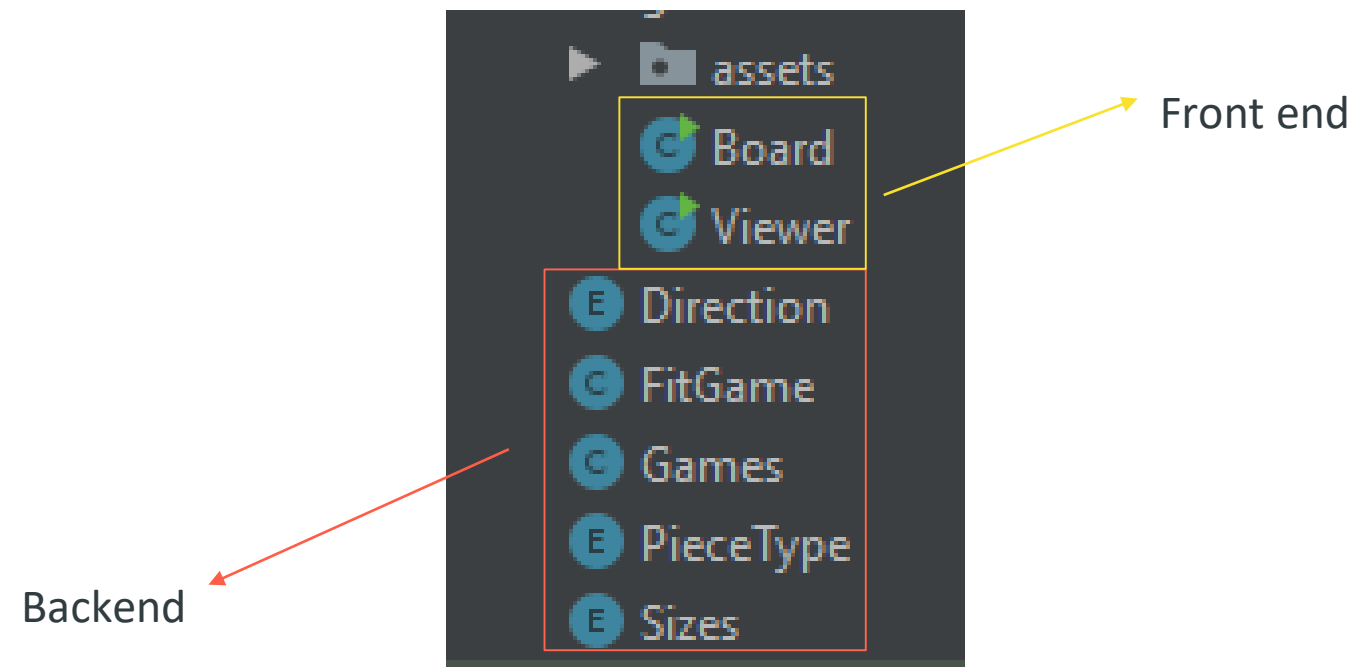 assets
Board
Front end
Viewer
Direction
FitGame
Games
PieceType
Backend
Sizes
C
C
E
C
C
E
E